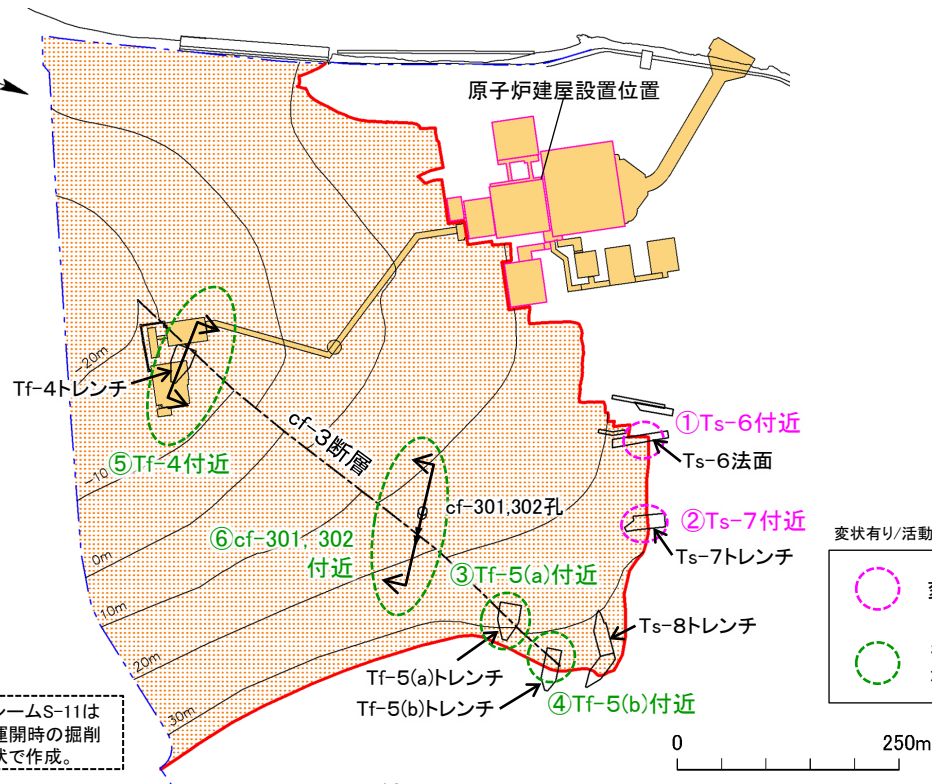 原子炉建屋設置位置
-20m
Tf-4トレンチ
⑤Tf-4付近
cf-3断層
①Ts-6付近
Ts-6法面
-10
cf-301,302孔
②Ts-7付近
⑥cf-301, 302
付近
Ts-7トレンチ
0m
③Tf-5(a)付近
変状有り/活動
10m
Ts-8トレンチ
20m
Tf-5(a)トレンチ
Tf-5(b)トレンチ
④Tf-5(b)付近
30m
レームS-11は
運開時の掘削
状で作成。
0
250m